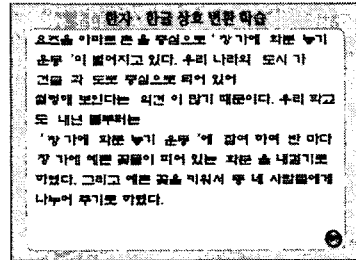 한자 · 한글 상호 변환 학습
요즈음 아파트 촌 을 중심으로 ' 창 가에 화분 놓기
운동 '이 벌어지고 있다. 우리 나라의 도시 가
건물 과 도로 중심으로 되어 있어
삭막해 보인다는 의견 이 많기 때문이다. 우리 학교
도 내년 봄부터는
' 창 가에 화분 놓기 운동 '에 참여 하여 반 마다
창 가에 예쁜 꽃들이 피어 있는 화분 을 내걸기로
하였다. 그리고 예쁜 꽃을 키워서 동 네 사람들에게
나누어 주기로 하였다.